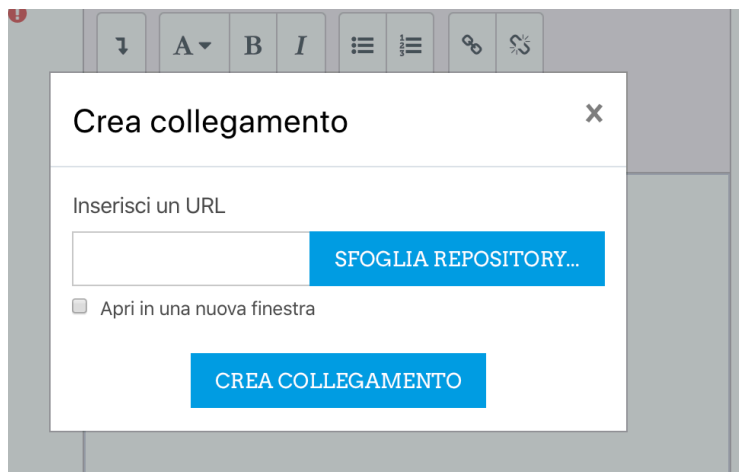 A B I
Crea collegamento
Inserisci un URL
SFOGLIA REPOSITORY...
Apri in una nuova finestra
CREA COLLEGAMENTO